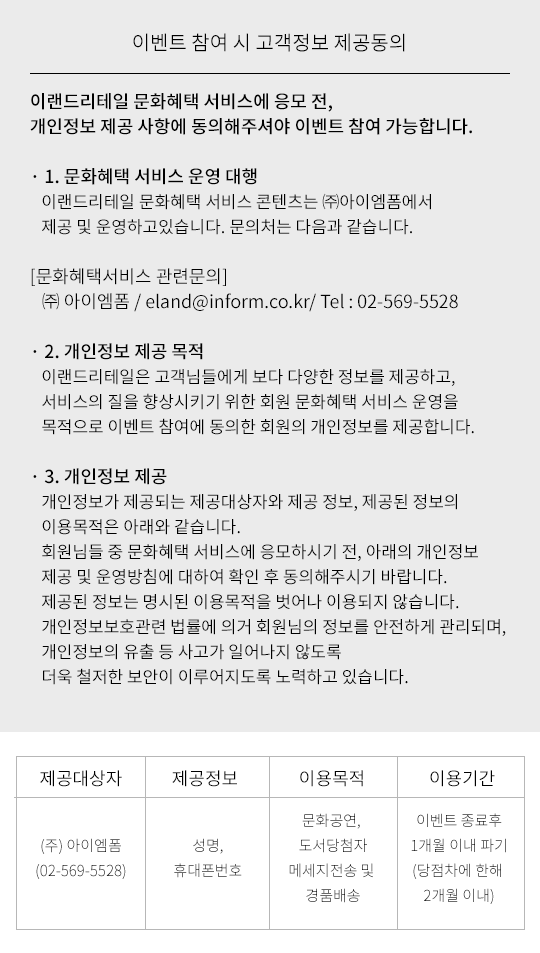 이벤트 참여 시 고객정보 제공동의
이랜드리테일 문화혜택 서비스에 응모 전,
개인정보 제공 사항에 동의해주셔야 이벤트 참여 가능합니다.
· 1. 문화혜택 서비스 운영 대행
이랜드리테일 문화혜택 서비스 콘텐츠는 ㈜아이엠폼에서
제공 및 운영하고있습니다. 문의처는 다음과 같습니다.
[문화혜택서비스 관련문의]
㈜ 아이엠폼 / eland@inform.co.kr/ Tel : 02-569-5528
· 2. 개인정보 제공 목적
이랜드리테일은 고객님들에게 보다 다양한 정보를 제공하고,
서비스의 질을 향상시키기 위한 회원 문화혜택 서비스 운영을
목적으로 이벤트 참여에 동의한 회원의 개인정보를 제공합니다.
· 3. 개인정보 제공
개인정보가 제공되는 제공대상자와 제공 정보, 제공된 정보의
이용목적은 아래와 같습니다.
회원님들 중 문화혜택 서비스에 응모하시기 전, 아래의 개인정보
제공 및 운영방침에 대하여 확인 후 동의해주시기 바랍니다.
제공된 정보는 명시된 이용목적을 벗어나 이용되지 않습니다.
개인정보보호관련 법률에 의거 회원님의 정보를 안전하게 관리되며,
개인정보의 유출 등 사고가 일어나지 않도록
더욱 철저한 보안이 이루어지도록 노력하고 있습니다.
제공대상자 제공정보 이용목적 이용기간
(주) 아이엠폼
(02-569-5528)
성명,
휴대폰번호
문화공연,
도서당첨자
메세지전송 및
경품배송
이벤트 종료후
1개월 이내 파기
(당점차에 한해
2개월 이내)